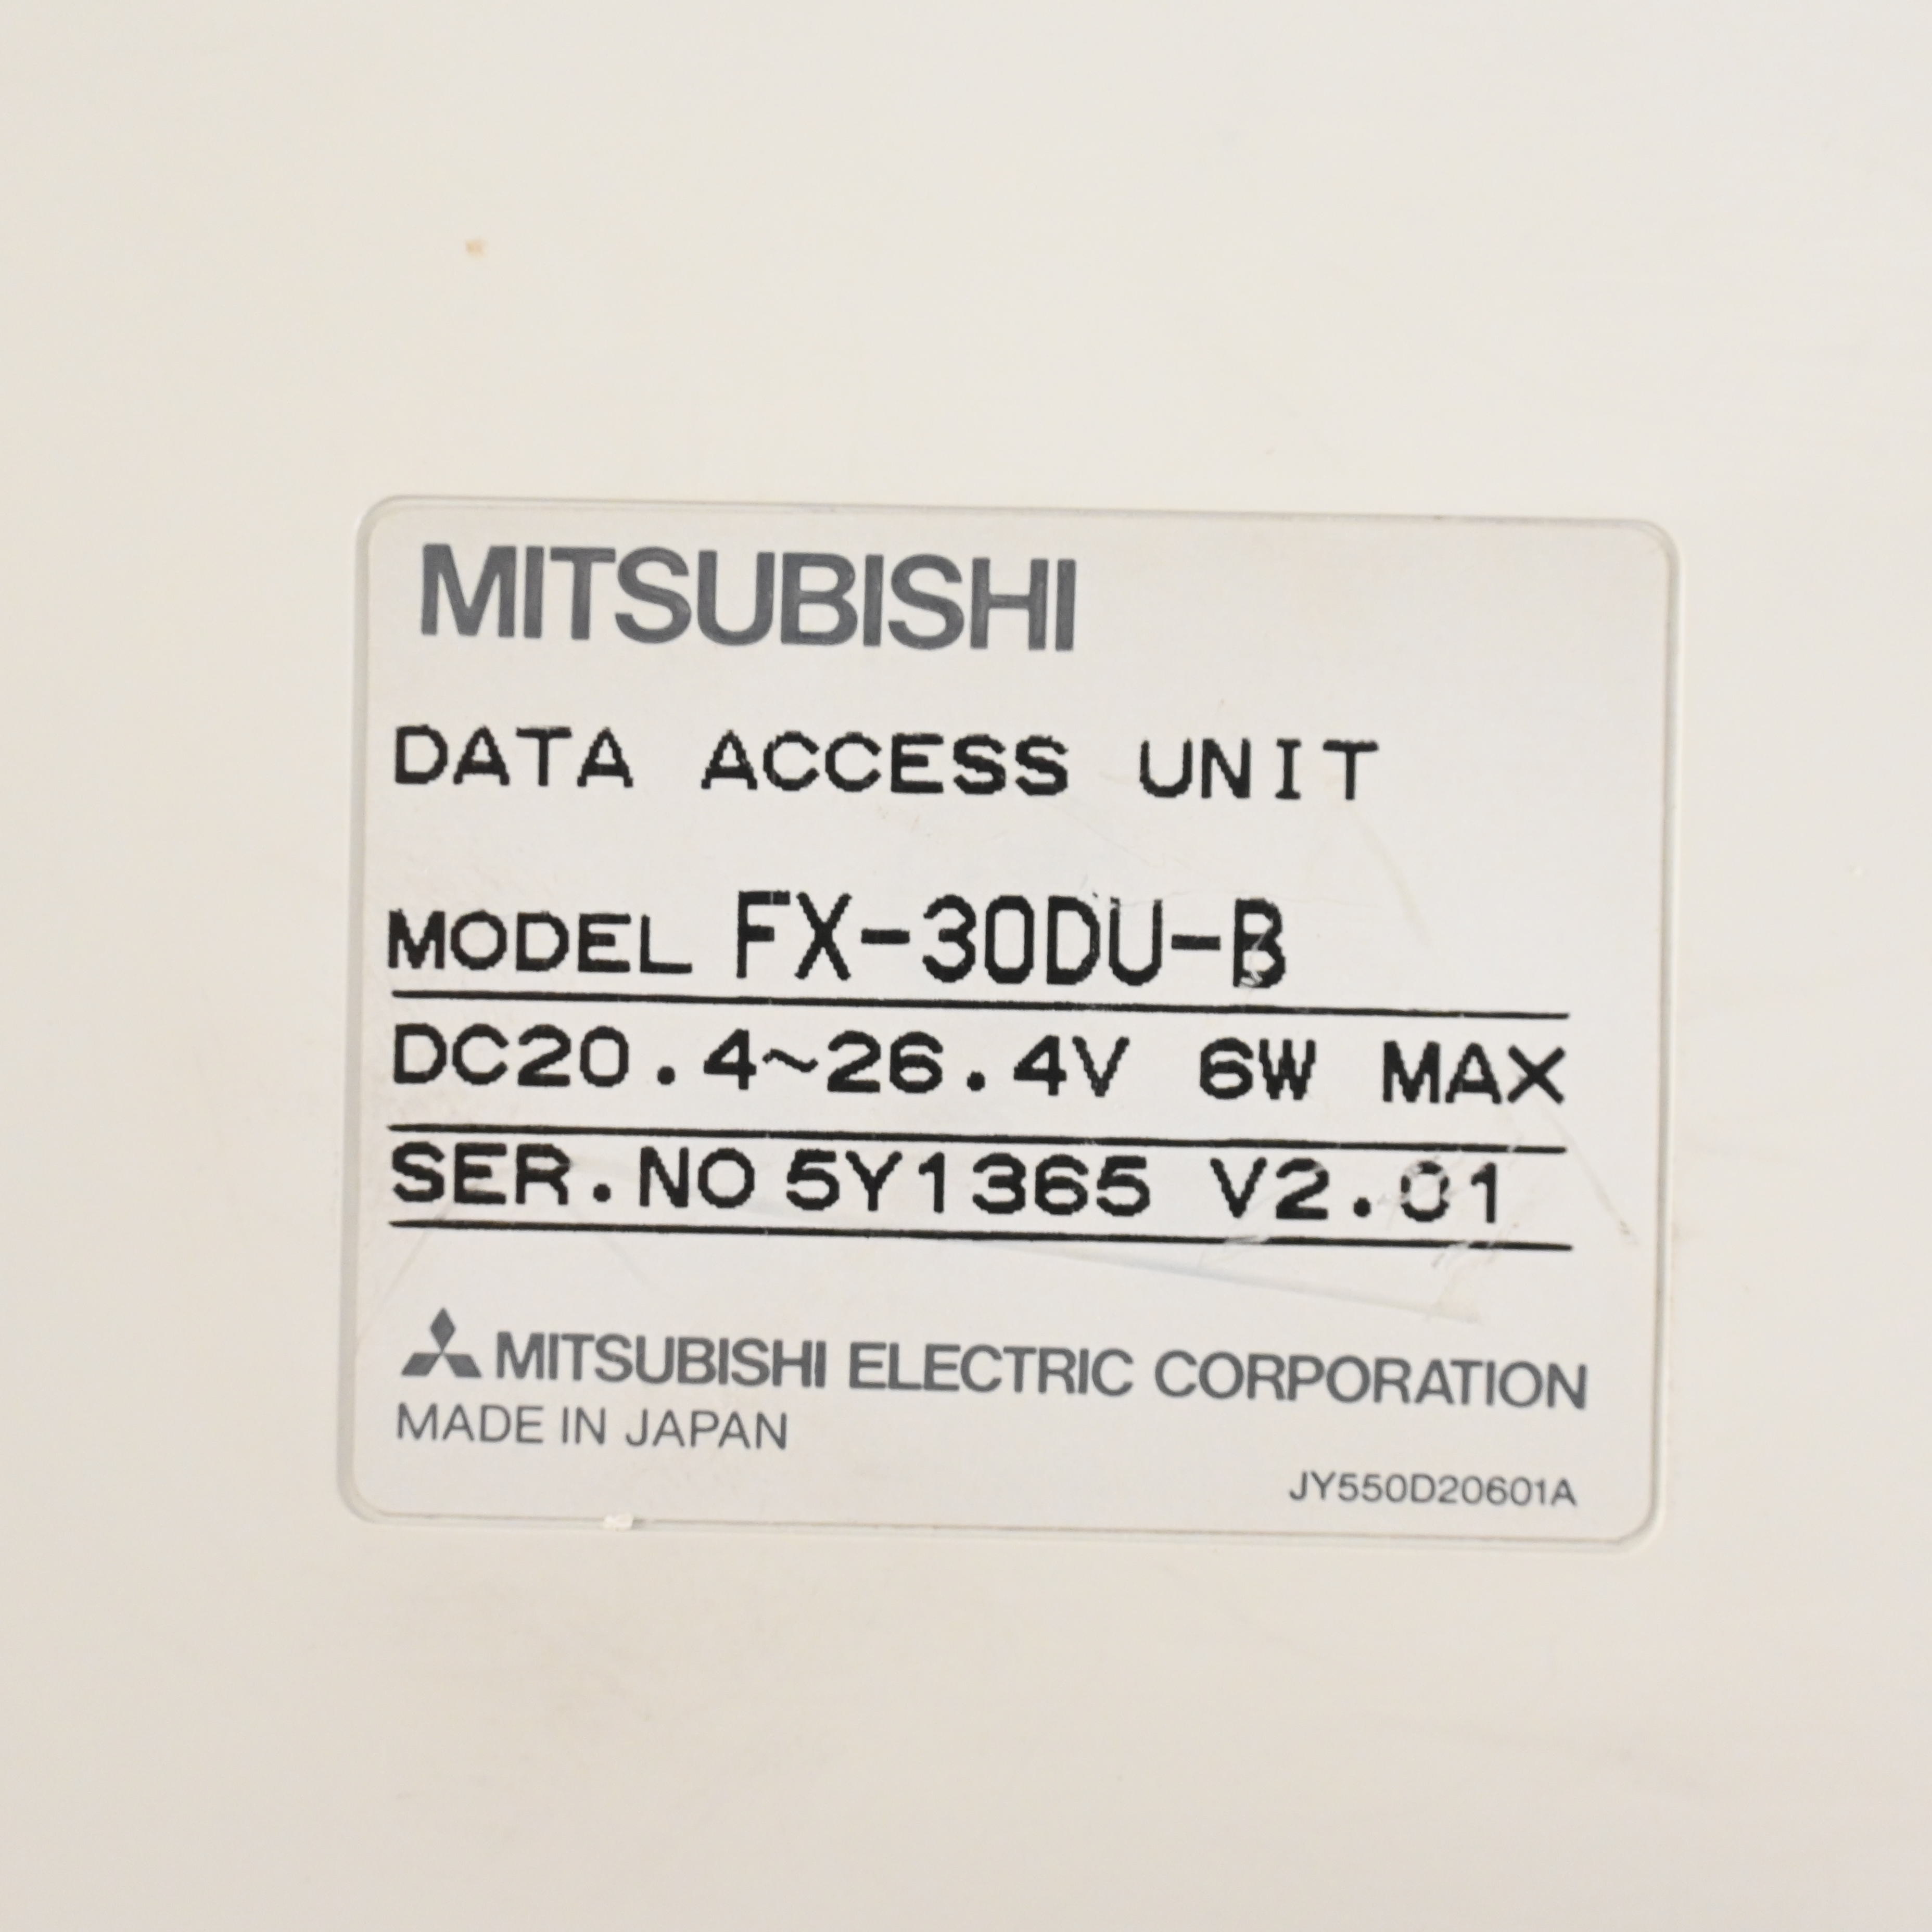 MITSUBISHI
DATA ACCESS UNIT
MODEL FX-30DU-B
DC20.4~26.4V 6W MAX
SER.NO 5Y1365 V2.01
MITSUBISHI ELECTRIC CORPORATION
MADE IN JAPAN
JY550D20601A